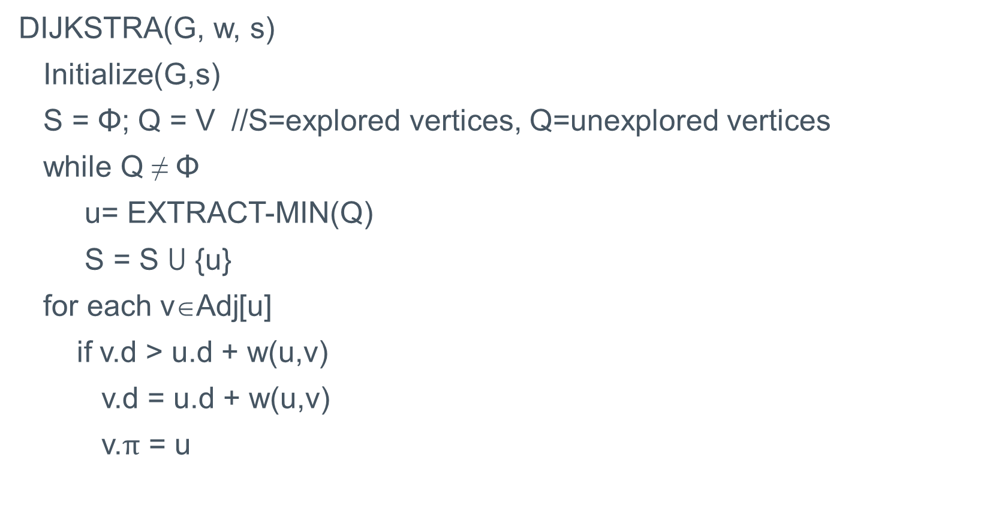 DIJKSTRA(G, w, s)
Initialize(G,s)
S = Φ; Q = V  //S=explored vertices, Q=unexplored vertices
while Q ≠ Φ
u= EXTRACT-MIN(Q)
S = S U {u}
for each v∈Adj[u]
if v.d > u.d + w(u,v)
v.d = u.d + w(u,v)
v.π = u